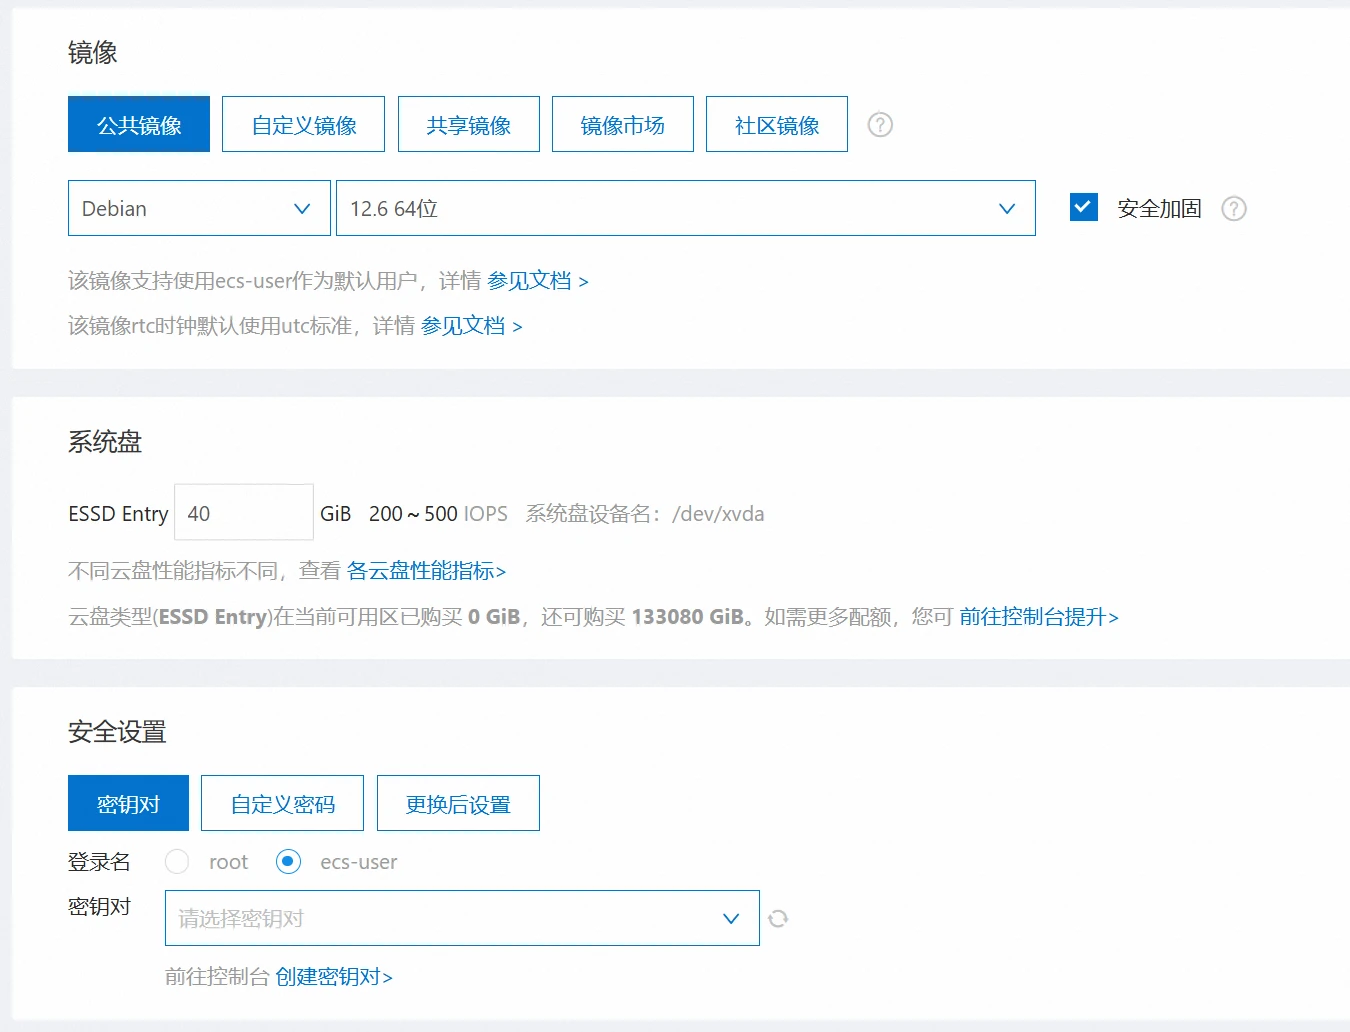 镜像
公共镜像 自定义镜像 共享镜像 镜像市场 社区镜像 ?
Debian 12.6 64位 安全加固 ?
该镜像支持使用ecs-user作为默认用户，详情 参见文档 >
该镜像rtc时钟默认使用utc标准，详情 参见文档 >
系统盘
ESSD Entry 40 GiB 200 ~ 500 IOPS 系统盘设备名：/dev/xvda
不同云盘性能指标不同，查看 各云盘性能指标>
云盘类型(ESSD Entry)在当前可用区已购买 0 GiB，还可购买 133080 GiB。如需更多配额，您可 前往控制台提升>
安全设置
密钥对 自定义密码 更换后设置
登录名 root ecs-user
密钥对 请选择密钥对
前往控制台 创建密钥对>